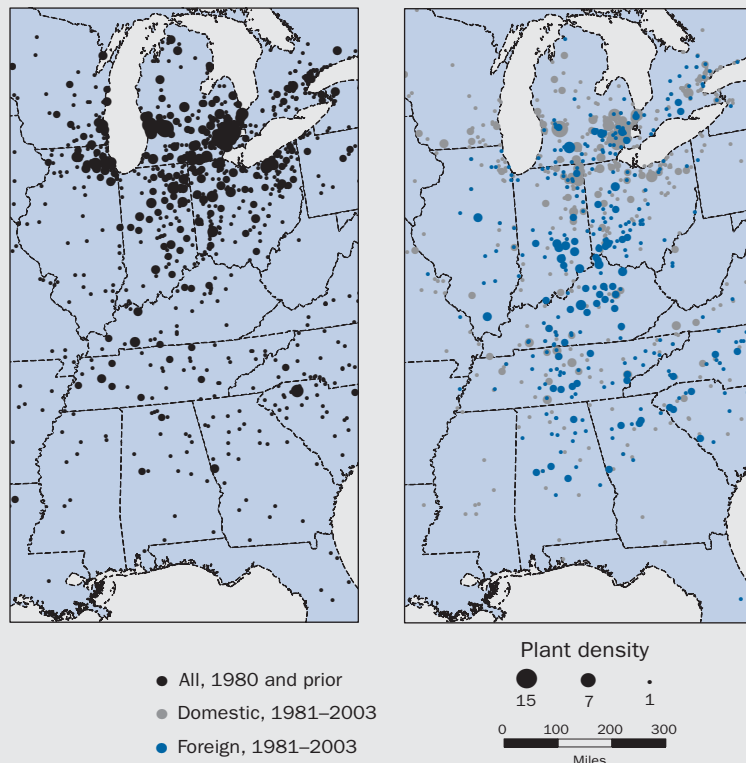 All, 1980 and prior
Domestic, 1981–2003
Foreign, 1981–2003
Plant density
15 7 1
0 100 200 300
Miles